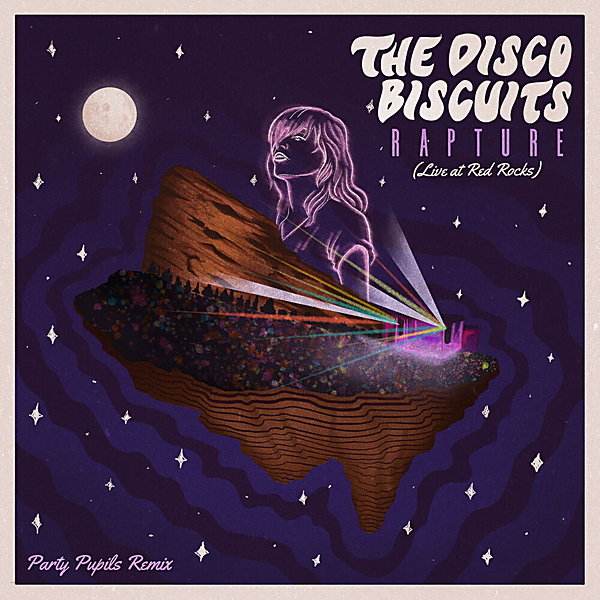 THE DISCO
BISCUITS
RAPTURE
(Live at Red Rocks)
Party Pupils Remix